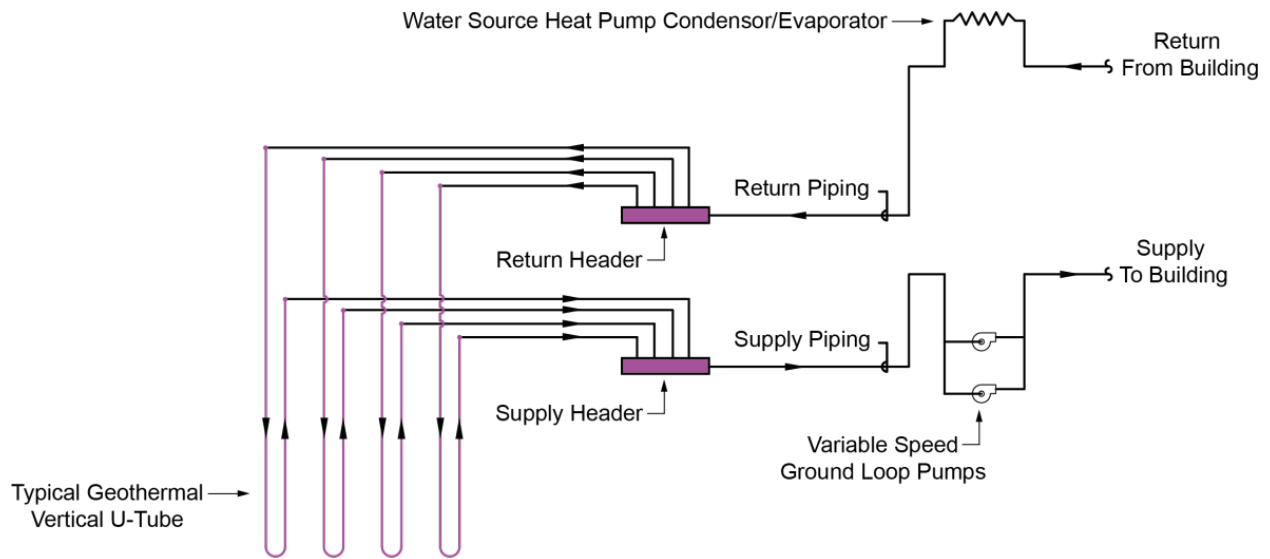 Water Source Heat Pump Condensor/Evaporator
Return
From Building
Return Piping
Return Header
Supply
To Building
Supply Piping
Supply Header
Variable Speed
Ground Loop Pumps
Typical Geothermal
Vertical U-Tube